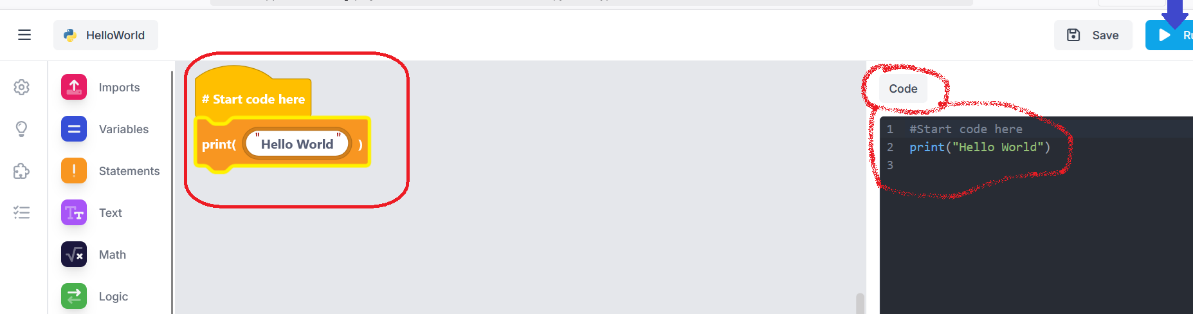 HelloWorld
Save
Imports
Variables
Statements
Text
Math
Logic
# Start code here
print( "Hello World" )
Code
1 #Start code here
2 print("Hello World")
3